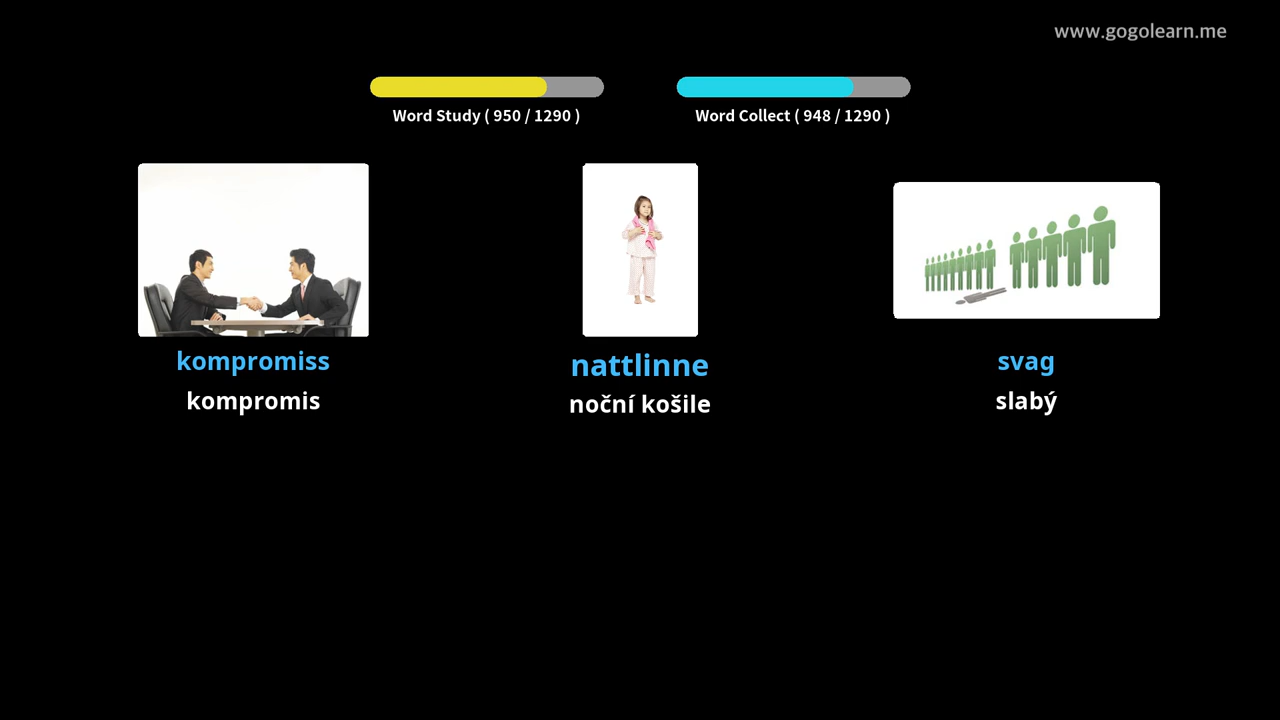 www.gogolearn.me
Word Study ( 950 / 1290 )
Word Collect ( 948 / 1290 )
kompromiss
kompromis
nattlinne
noční košile
svag
slabý